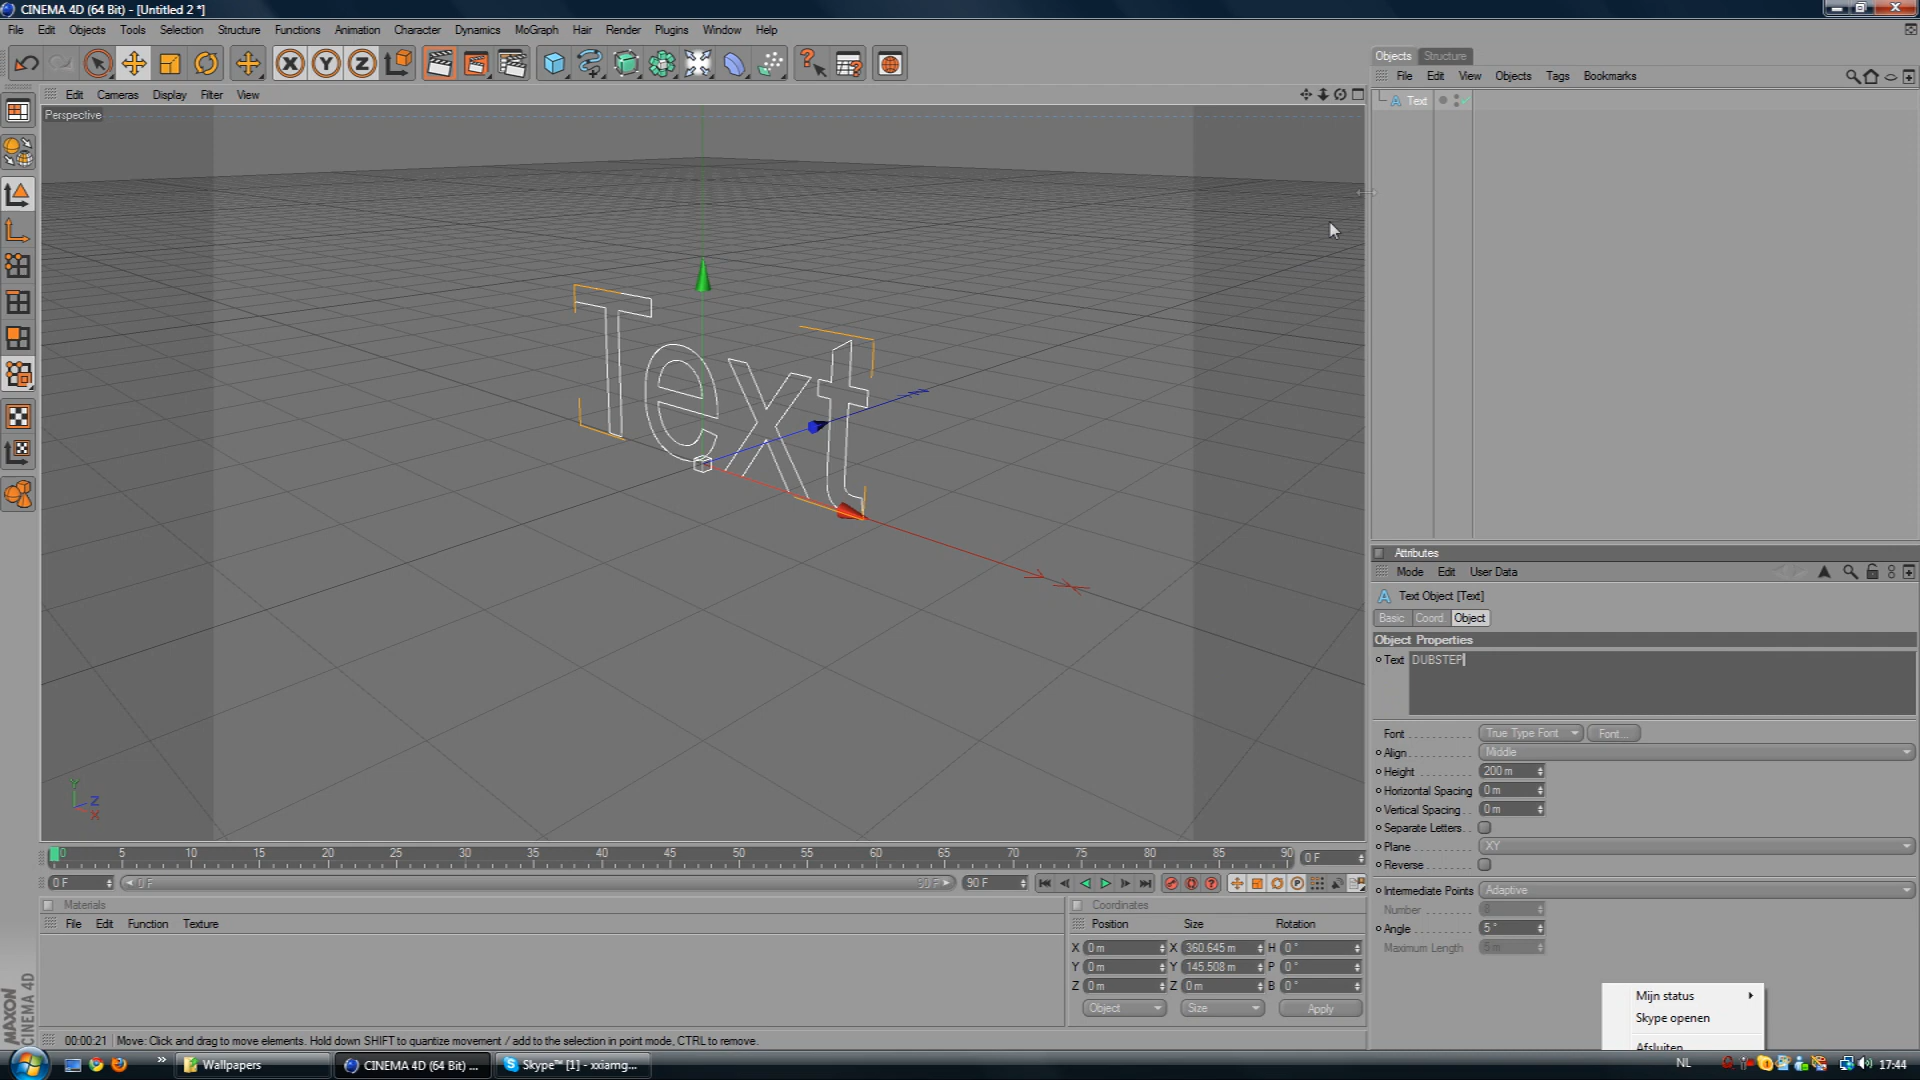 CINEMA 4D (64 Bit) - [Untitled 2 *]
File Edit Objects Tools Selection Structure Functions Animation Character Dynamics MoGraph Hair Render Plugins Window Help
X Y Z
Objects Structure
File Edit View Objects Tags Bookmarks
Text
Edit Cameras Display Filter View
Perspective
Text
Y Z X
Attributes
Mode Edit User Data
Text Object [Text]
Basic Coord. Object
Object Properties
Text DUBSTEP
Font True Type Font Font...
Align Middle
Height 200 m
Horizontal Spacing 0 m
Vertical Spacing 0 m
Separate Letters
Plane XY
Reverse
Intermediate Points Adaptive
Number 8
Angle 5 °
Maximum Length 5 m
0 5 10 15 20 25 30 35 40 45 50 55 60 65 70 75 80 85 90 0 F
0 F 0 F 90 F 90 F
Materials
File Edit Function Texture
Coordinates
Position Size Rotation
X 0 m X 360.645 m H 0 °
Y 0 m Y 145.508 m P 0 °
Z 0 m Z 0 m B 0 °
Object Size Apply
MAXON
CINEMA 4D
00:00:21 Move: Click and drag to move elements. Hold down SHIFT to quantize movement / add to the selection in point mode, CTRL to remove.
Mijn status
Skype openen
Afsluiten
Wallpapers
CINEMA 4D (64 Bit) ...
Skype™ [1] - xxiamg...
NL
17:44